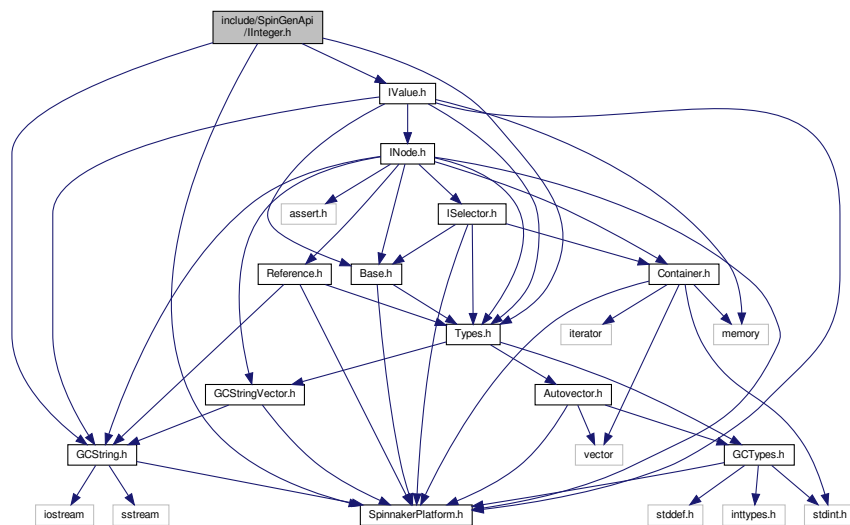 include/SpinGenApi
/IInteger.h
IValue.h
INode.h
assert.h
ISelector.h
Reference.h
Base.h
Container.h
Types.h
iterator
memory
GCStringVector.h
Autovector.h
GCString.h
vector
GCTypes.h
iostream
sstream
SpinnakerPlatform.h
stddef.h
inttypes.h
stdint.h